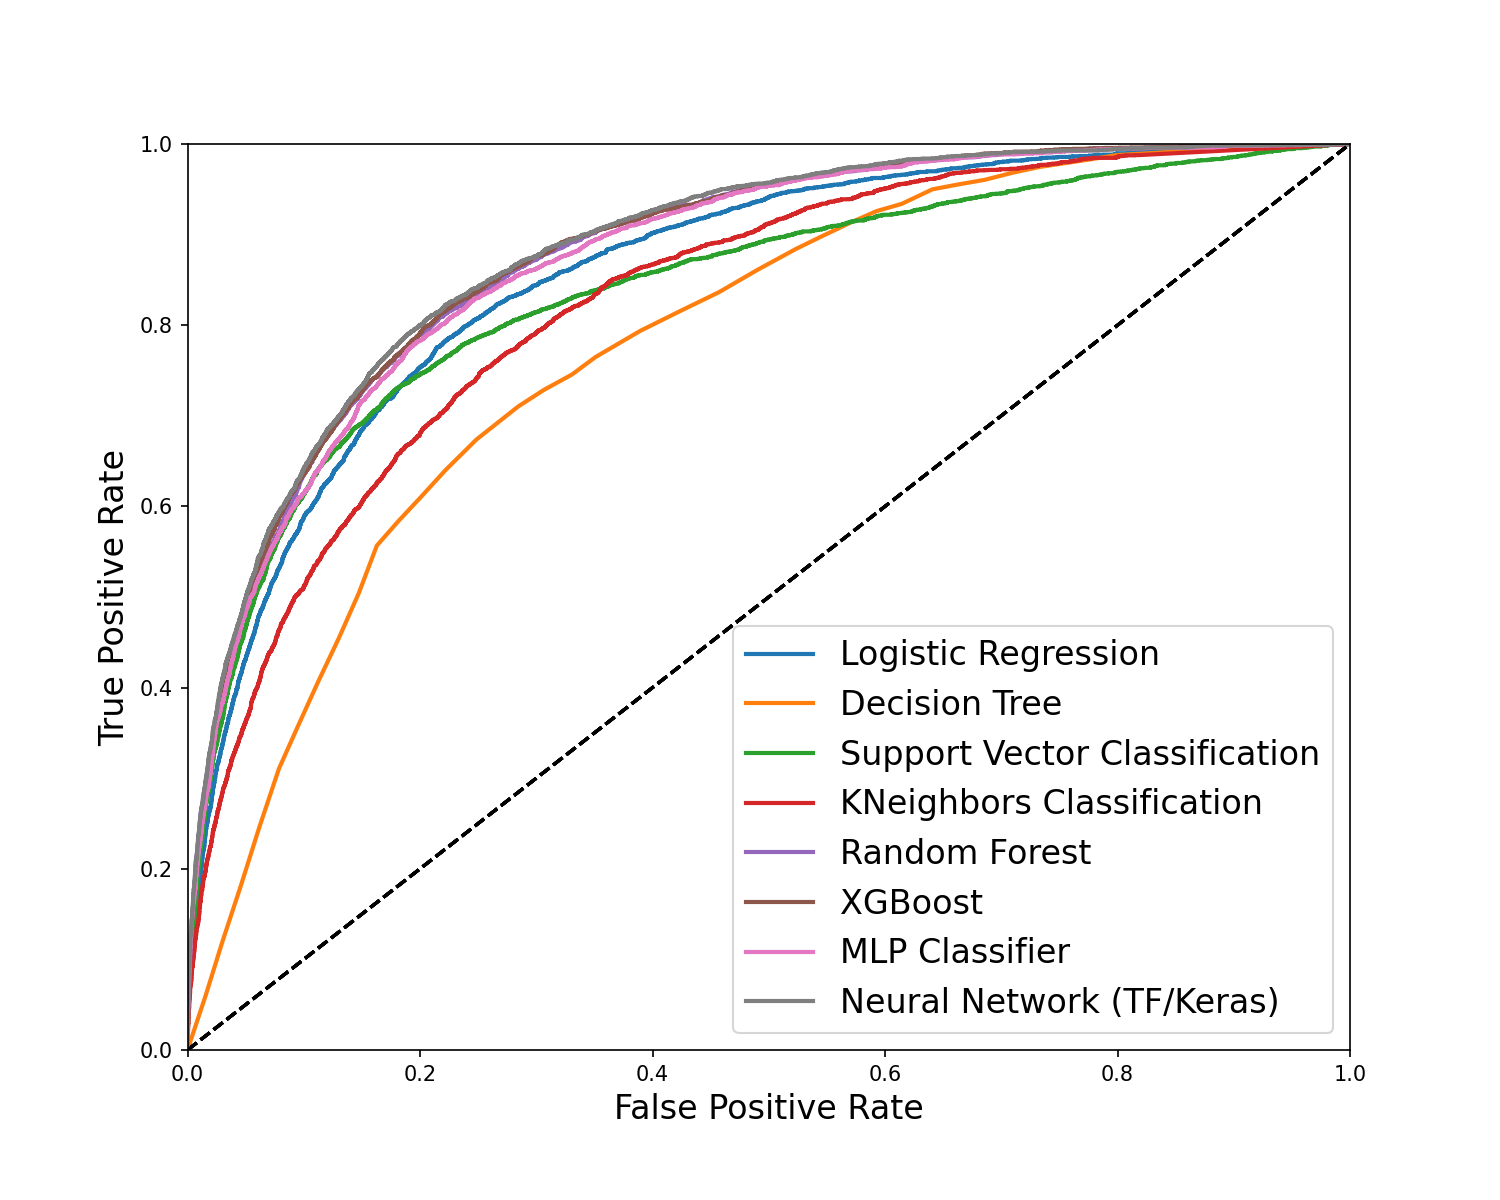 1.0
0.8
0.6
0.4
0.2
0.0
True Positive Rate
0.0 0.2 0.4 0.6 0.8 1.0
False Positive Rate
Logistic Regression
Decision Tree
Support Vector Classification
KNeighbors Classification
Random Forest
XGBoost
MLP Classifier
Neural Network (TF/Keras)